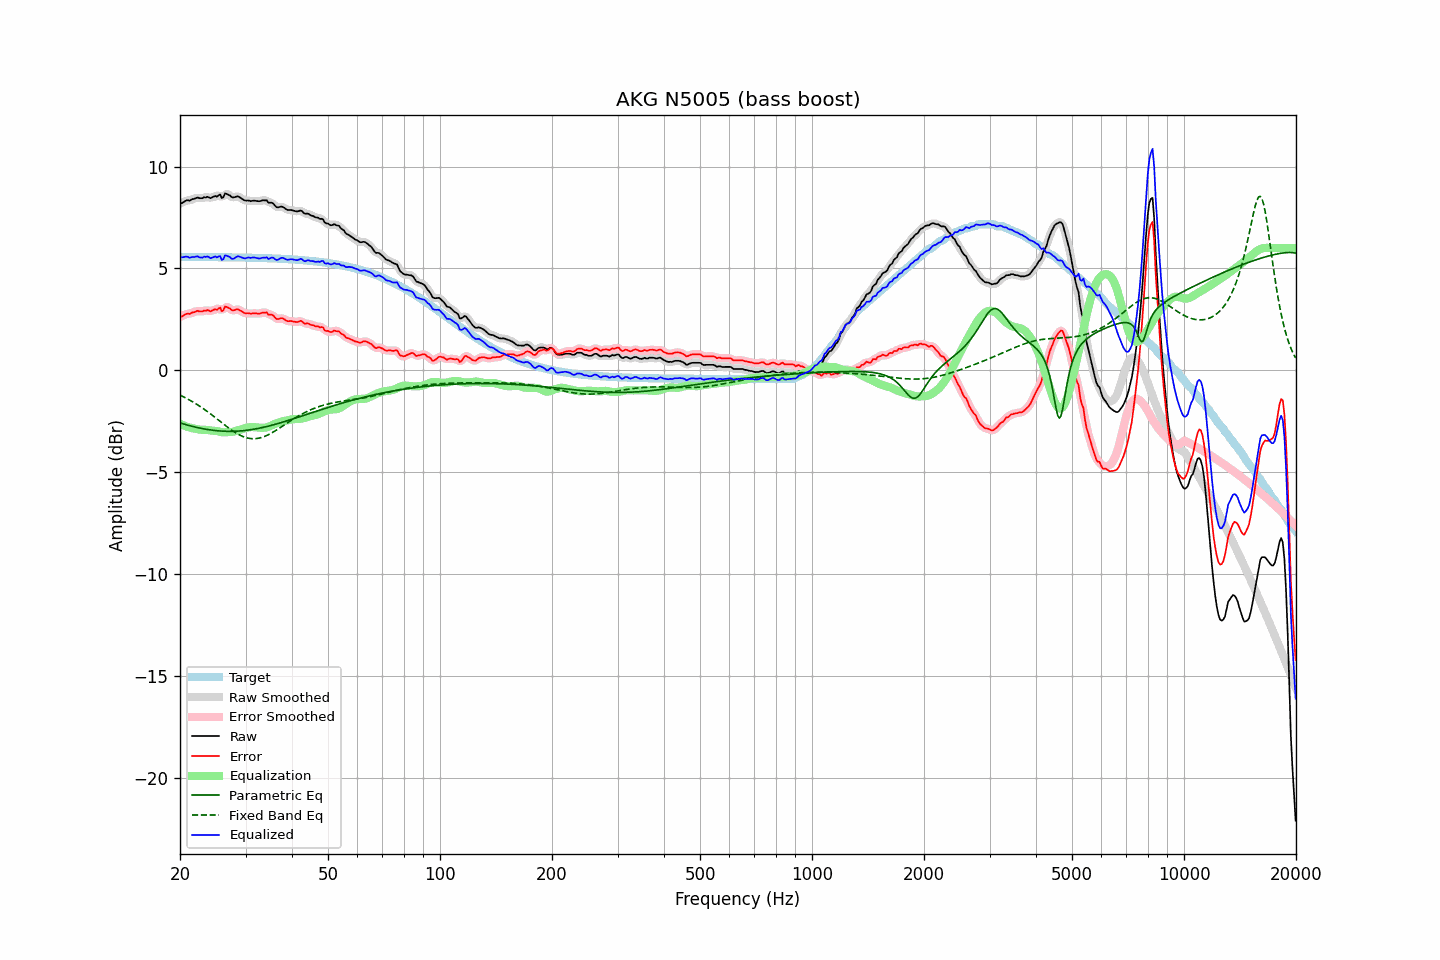 AKG N5005 (bass boost)
Amplitude (dBr)
10
5
0
−5
−10
−15
−20
Target
Raw Smoothed
Error Smoothed
Raw
Error
Equalization
Parametric Eq
Fixed Band Eq
Equalized
20
50
100
200
500
1000
2000
5000
10000
20000
Frequency (Hz)